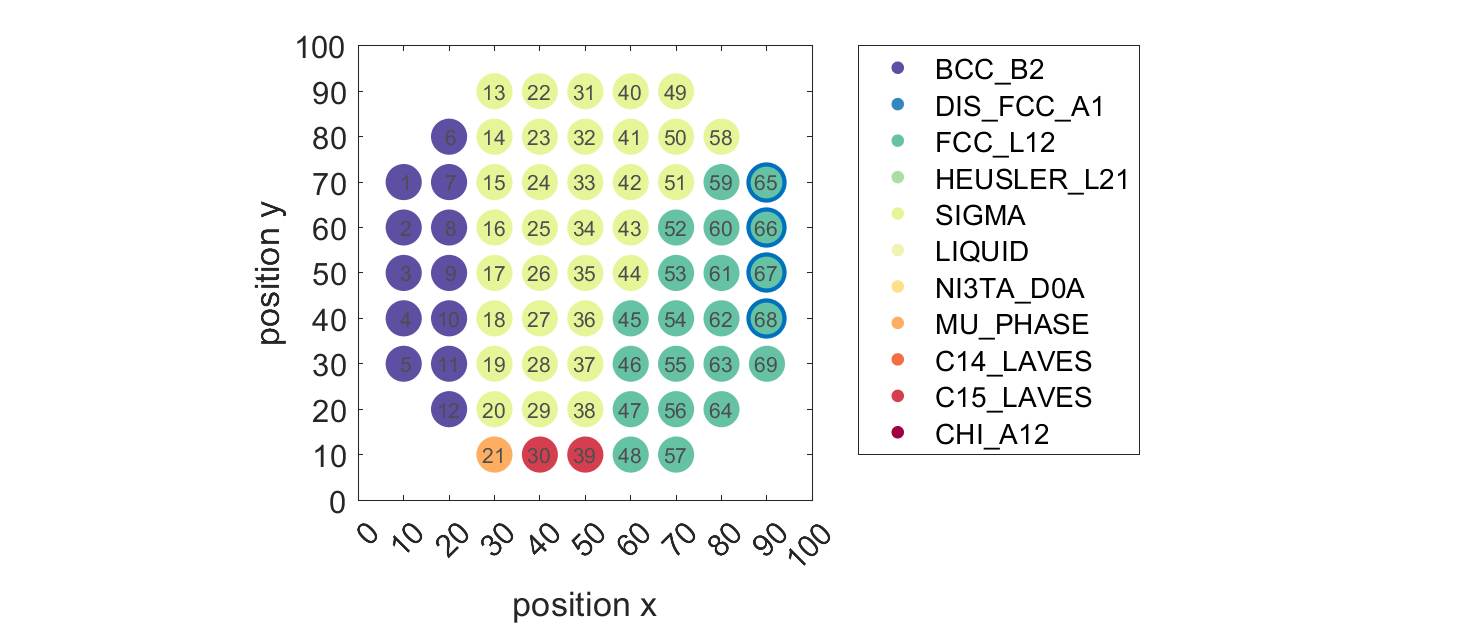 100
90
80
70
60
50
40
30
20
10
0
position y
13 22 31 40 49
6 14 23 32 41 50 58
1 7 15 24 33 42 51 59 65
2 8 16 25 34 43 52 60 66
3 9 17 26 35 44 53 61 67
4 10 18 27 36 45 54 62 68
5 11 19 28 37 46 55 63 69
12 20 29 38 47 56 64
21 30 39 48 57
0 10 20 30 40 50 60 70 80 90 100
position x
BCC_B2
DIS_FCC_A1
FCC_L12
HEUSLER_L21
SIGMA
LIQUID
NI3TA_D0A
MU_PHASE
C14_LAVES
C15_LAVES
CHI_A12